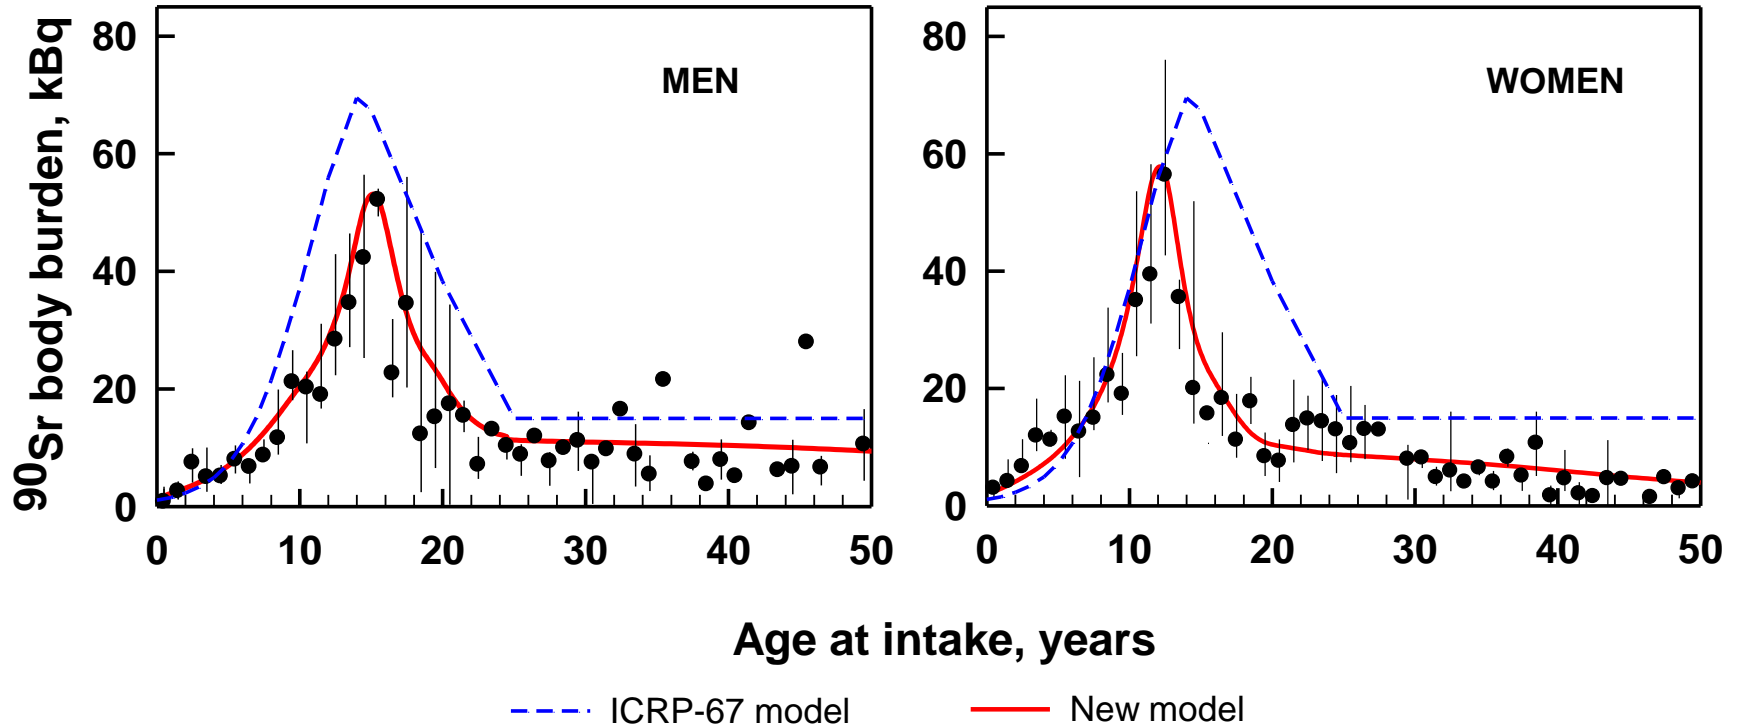 90Sr body burden, kBq
80
60
40
20
0
0 10 20 30 40 50
MEN
80
60
40
20
0
0 10 20 30 40 50
WOMEN
Age at intake, years
ICRP-67 model
New model